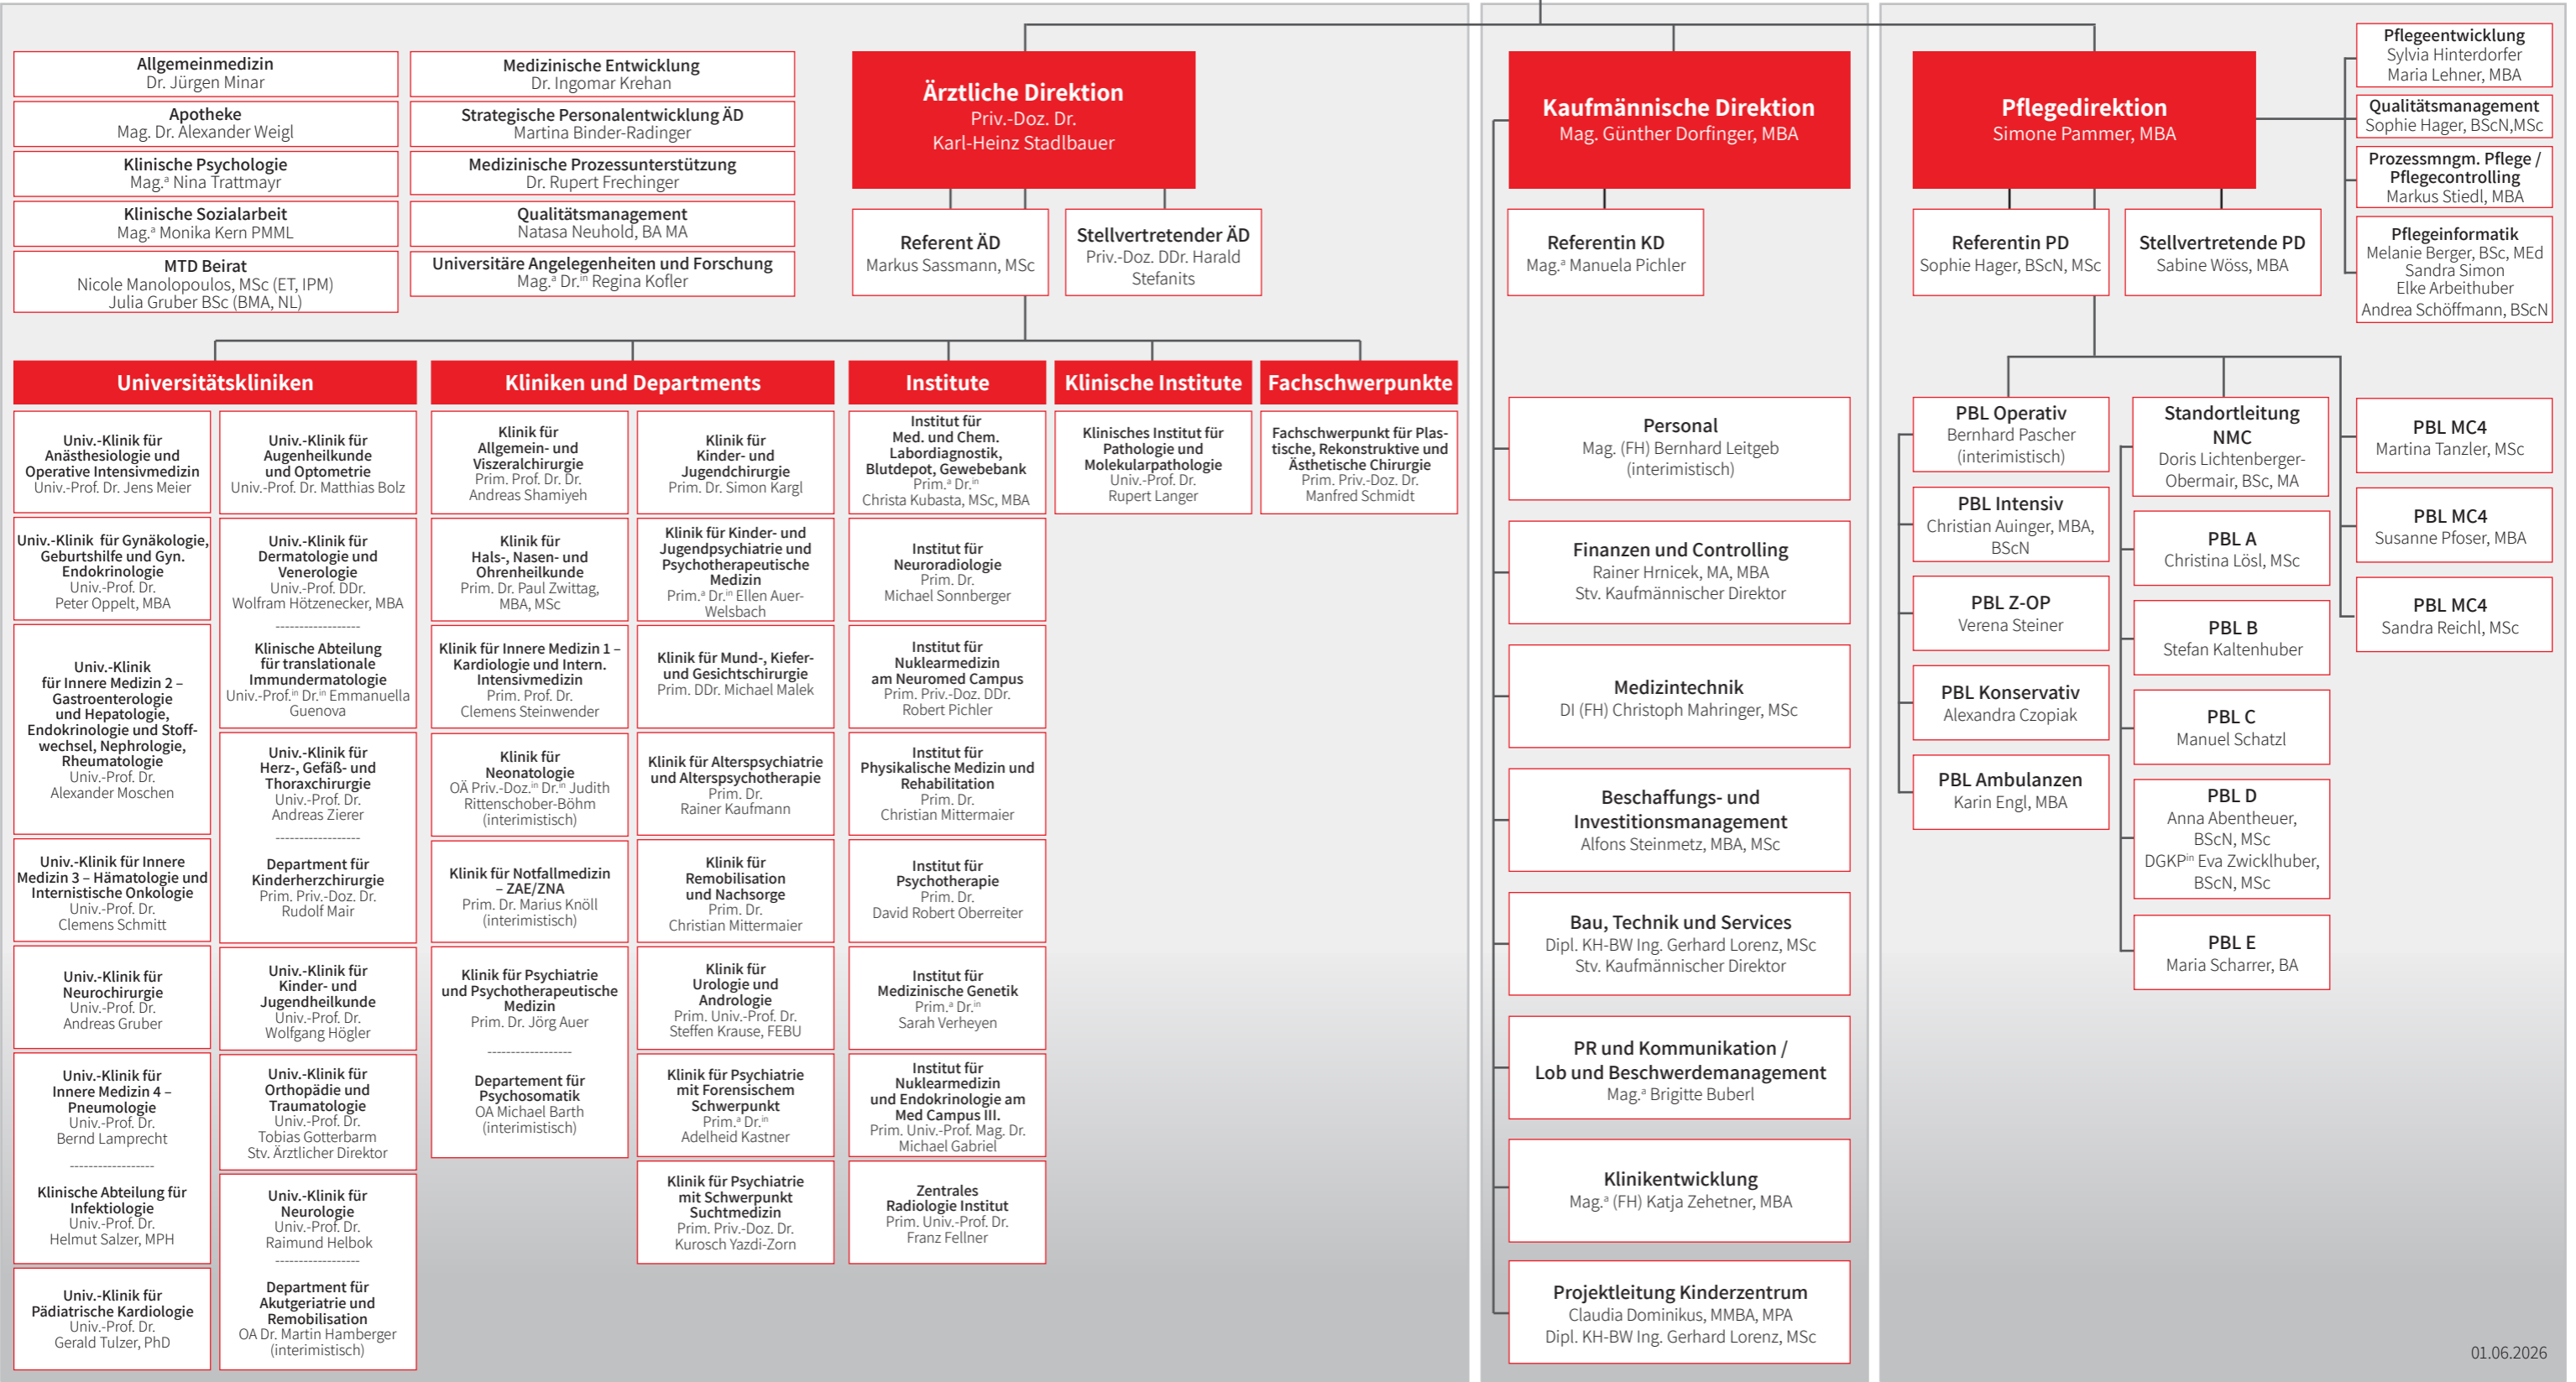 Allgemeinmedizin
Dr. Jürgen Minar
Apotheke
Mag. Dr. Alexander Weigl
Klinische Psychologie
Mag.ª Nina Trattmayr
Klinische Sozialarbeit
Mag.ª Monika Kern PMML
MTD Beirat
Nicole Manolopoulos, MSc (ET, IPM)
Julia Gruber BSc (BMA, NL)
Medizinische Entwicklung
Dr. Ingomar Krehan
Strategische Personalentwicklung ÄD
Martina Binder-Radinger
Medizinische Prozessunterstützung
Dr. Rupert Frechinger
Qualitätsmanagement
Natasa Neuhold, BA MA
Universitäre Angelegenheiten und Forschung
Mag.ª Dr.ⁱⁿ Regina Kofler
Ärztliche Direktion
Priv.-Doz. Dr.
Karl-Heinz Stadlbauer
Referent ÄD
Markus Sassmann, MSc
Stellvertretender ÄD
Priv.-Doz. DDr. Harald
Stefanits
Universitätskliniken
Univ.-Klinik für
Anästhesiologie und
Operative Intensivmedizin
Univ.-Prof. Dr. Jens Meier
Univ.-Klinik  für Gynäkologie,
Geburtshilfe und Gyn.
Endokrinologie
Univ.-Prof. Dr.
Peter Oppelt, MBA
Univ.-Klinik
für Innere Medizin 2 –
Gastroenterologie
und Hepatologie,
Endokrinologie und Stoff-
wechsel, Nephrologie,
Rheumatologie
Univ.-Prof. Dr.
Alexander Moschen
Univ.-Klinik für Innere
Medizin 3 – Hämatologie und
Internistische Onkologie
Univ.-Prof. Dr.
Clemens Schmitt
Univ.-Klinik für
Neurochirurgie
Univ.-Prof. Dr.
Andreas Gruber
Univ.-Klinik für
Innere Medizin 4 –
Pneumologie
Univ.-Prof. Dr.
Bernd Lamprecht
------------------
Klinische Abteilung für
Infektiologie
Univ.-Prof. Dr.
Helmut Salzer, MPH
Univ.-Klinik für
Pädiatrische Kardiologie
Univ.-Prof. Dr.
Gerald Tulzer, PhD
Univ.-Klinik für
Augenheilkunde
und Optometrie
Univ.-Prof. Dr. Matthias Bolz
Univ.-Klinik für
Dermatologie und
Venerologie
Univ.-Prof. DDr.
Wolfram Hötzenecker, MBA
------------------
Klinische Abteilung
für translationale
Immundermatologie
Univ.-Prof.ⁱⁿ Dr.ⁱⁿ Emmanuella
Guenova
Univ.-Klinik für
Herz-, Gefäß- und
Thoraxchirurgie
Univ.-Prof. Dr.
Andreas Zierer
------------------
Department für
Kinderherzchirurgie
Prim. Priv.-Doz. Dr.
Rudolf Mair
Univ.-Klinik für
Kinder- und
Jugendheilkunde
Univ.-Prof. Dr.
Wolfgang Högler
Univ.-Klinik für
Orthopädie und
Traumatologie
Univ.-Prof. Dr.
Tobias Gotterbarm
Stv. Ärztlicher Direktor
Univ.-Klinik für
Neurologie
Univ.-Prof. Dr.
Raimund Helbok
------------------
Department für
Akutgeriatrie und
Remobilisation
OA Dr. Martin Hamberger
(interimistisch)
Kliniken und Departments
Klinik für
Allgemein- und
Viszeralchirurgie
Prim. Prof. Dr. Dr.
Andreas Shamiyeh
Klinik für
Hals-, Nasen- und
Ohrenheilkunde
Prim. Dr. Paul Zwittag,
MBA, MSc
Klinik für Innere Medizin 1 –
Kardiologie und Intern.
Intensivmedizin
Prim. Prof. Dr.
Clemens Steinwender
Klinik für
Neonatologie
OÄ Priv.-Doz.ⁱⁿ Dr.ⁱⁿ Judith
Rittenschober-Böhm
(interimistisch)
Klinik für Notfallmedizin
– ZAE/ZNA
Prim. Dr. Marius Knöll
(interimistisch)
Klinik für Psychiatrie
und Psychotherapeutische
Medizin
Prim. Dr. Jörg Auer
------------------
Departement für
Psychosomatik
OA Michael Barth
(interimistisch)
Klinik für
Kinder- und
Jugendchirurgie
Prim. Dr. Simon Kargl
Klinik für Kinder- und
Jugendpsychiatrie und
Psychotherapeutische
Medizin
Prim.ª Dr.ⁱⁿ Ellen Auer-
Welsbach
Klinik für Mund-, Kiefer-
und Gesichtschirurgie
Prim. DDr. Michael Malek
Klinik für Alterspsychiatrie
und Alterspsychotherapie
Prim. Dr.
Rainer Kaufmann
Klinik für
Remobilisation
und Nachsorge
Prim. Dr.
Christian Mittermaier
Klinik für
Urologie und
Andrologie
Prim. Univ.-Prof. Dr.
Steffen Krause, FEBU
Klinik für Psychiatrie
mit Forensischem
Schwerpunkt
Prim.ª Dr.ⁱⁿ
Adelheid Kastner
Klinik für Psychiatrie
mit Schwerpunkt
Suchtmedizin
Prim. Priv.-Doz. Dr.
Kurosch Yazdi-Zorn
Institute
Institut für
Med. und Chem.
Labordiagnostik,
Blutdepot, Gewebebank
Prim.ª Dr.ⁱⁿ
Christa Kubasta, MSc, MBA
Institut für
Neuroradiologie
Prim. Dr.
Michael Sonnberger
Institut für
Nuklearmedizin
am Neuromed Campus
Prim. Priv.-Doz. DDr.
Robert Pichler
Institut für
Physikalische Medizin und
Rehabilitation
Prim. Dr.
Christian Mittermaier
Institut für
Psychotherapie
Prim. Dr.
David Robert Oberreiter
Institut für
Medizinische Genetik
Prim.ª Dr.ⁱⁿ
Sarah Verheyen
Institut für
Nuklearmedizin
und Endokrinologie am
Med Campus III.
Prim. Univ.-Prof. Mag. Dr.
Michael Gabriel
Zentrales
Radiologie Institut
Prim. Univ.-Prof. Dr.
Franz Fellner
Klinische Institute
Klinisches Institut für
Pathologie und
Molekularpathologie
Univ.-Prof. Dr.
Rupert Langer
Fachschwerpunkte
Fachschwerpunkt für Plas-
tische, Rekonstruktive und
Ästhetische Chirurgie
Prim. Priv.-Doz. Dr.
Manfred Schmidt
Kaufmännische Direktion
Mag. Günther Dorfinger, MBA
Referentin KD
Mag.ª Manuela Pichler
Personal
Mag. (FH) Bernhard Leitgeb
(interimistisch)
Finanzen und Controlling
Rainer Hrnicek, MA, MBA
Stv. Kaufmännischer Direktor
Medizintechnik
DI (FH) Christoph Mahringer, MSc
Beschaffungs- und
Investitionsmanagement
Alfons Steinmetz, MBA, MSc
Bau, Technik und Services
Dipl. KH-BW Ing. Gerhard Lorenz, MSc
Stv. Kaufmännischer Direktor
PR und Kommunikation /
Lob und Beschwerdemanagement
Mag.ª Brigitte Buberl
Klinikentwicklung
Mag.ª (FH) Katja Zehetner, MBA
Projektleitung Kinderzentrum
Claudia Dominikus, MMBA, MPA
Dipl. KH-BW Ing. Gerhard Lorenz, MSc
Pflegedirektion
Simone Pammer, MBA
Referentin PD
Sophie Hager, BScN, MSc
Stellvertretende PD
Sabine Wöss, MBA
Pflegeentwicklung
Sylvia Hinterdorfer
Maria Lehner, MBA
Qualitätsmanagement
Sophie Hager, BScN,MSc
Prozessmngm. Pflege /
Pflegecontrolling
Markus Stiedl, MBA
Pflegeinformatik
Melanie Berger, BSc, MEd
Sandra Simon
Elke Arbeithuber
Andrea Schöffmann, BScN
PBL Operativ
Bernhard Pascher
(interimistisch)
PBL Intensiv
Christian Auinger, MBA,
BScN
PBL Z-OP
Verena Steiner
PBL Konservativ
Alexandra Czopiak
PBL Ambulanzen
Karin Engl, MBA
Standortleitung
NMC
Doris Lichtenberger-
Obermair, BSc, MA
PBL A
Christina Lösl, MSc
PBL B
Stefan Kaltenhuber
PBL C
Manuel Schatzl
PBL D
Anna Abentheuer,
BScN, MSc
DGKPⁱⁿ Eva Zwicklhuber,
BScN, MSc
PBL E
Maria Scharrer, BA
PBL MC4
Martina Tanzler, MSc
PBL MC4
Susanne Pfoser, MBA
PBL MC4
Sandra Reichl, MSc
01.06.2026